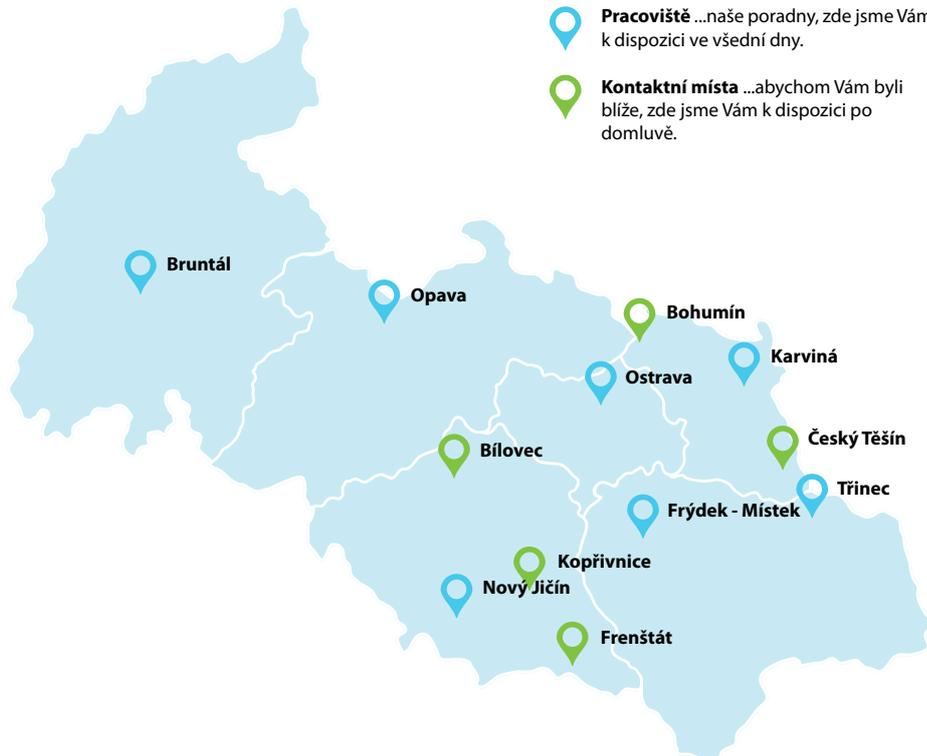 Pracoviště ...naše poradny, zde jsme Vám
k dispozici ve všední dny.
Kontaktní místa ...abychom Vám byli
blíže, zde jsme Vám k dispozici po
domluvě.
Bruntál
Opava
Bohumín
Karviná
Ostrava
Český Těšín
Bílovec
Třinec
Frýdek - Místek
Kopřivnice
Nový Jičín
Frenštát